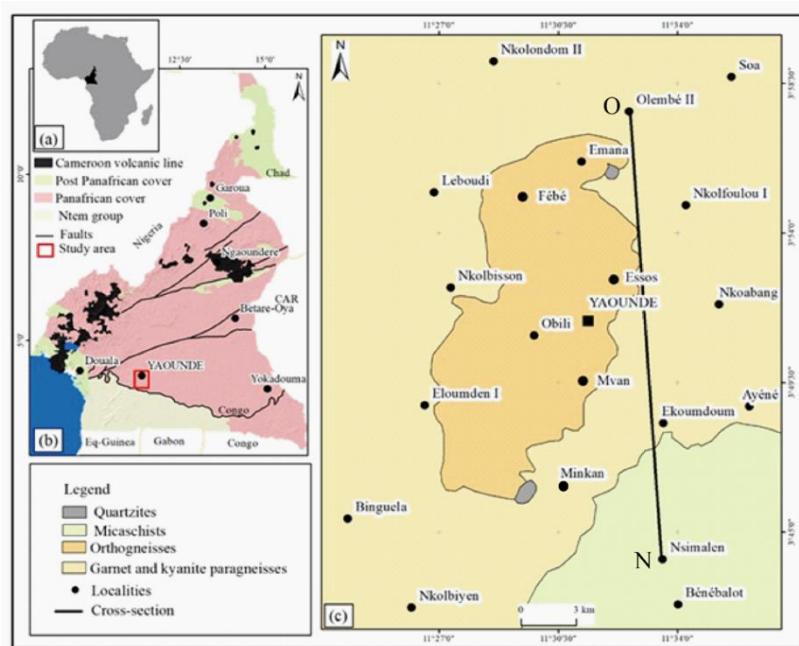 N
(a)
12°30' 15°0'
N
Cameroon volcanic line
Post Panafrican cover
Panafrican cover
Ntem group
Faults
Study area
10°0'
5°0'
Chad
Garoua
Poli
Nigeria
Ngaoundere
CAR
Betare-Oya
Douala
YAOUNDE
Yokadouma
Congo
(b)
Eq-Guinea Gabon Congo
Legend
Quartzites
Micaschists
Orthogneisses
Garnet and kyanite paragneisses
Localities
Cross-section
11°27'0" 11°30'30" 11°34'0"
N
Nkolondom II
Soa
3°58'30"
O Olembé II
Emana
Leboudi
Fébé
Nkolfoulou I
3°54'0"
Nkolbisson
Essos
YAOUNDE
Nkoabang
Obili
Mvan
3°49'30"
Eloumden I
Ayéné
Ekoumdoum
Minkan
Binguela
3°45'0"
Nsimalen
N
Nkolbiyen
Bénébalot
(c)
0 3 km
11°27'0" 11°30'30" 11°34'0"